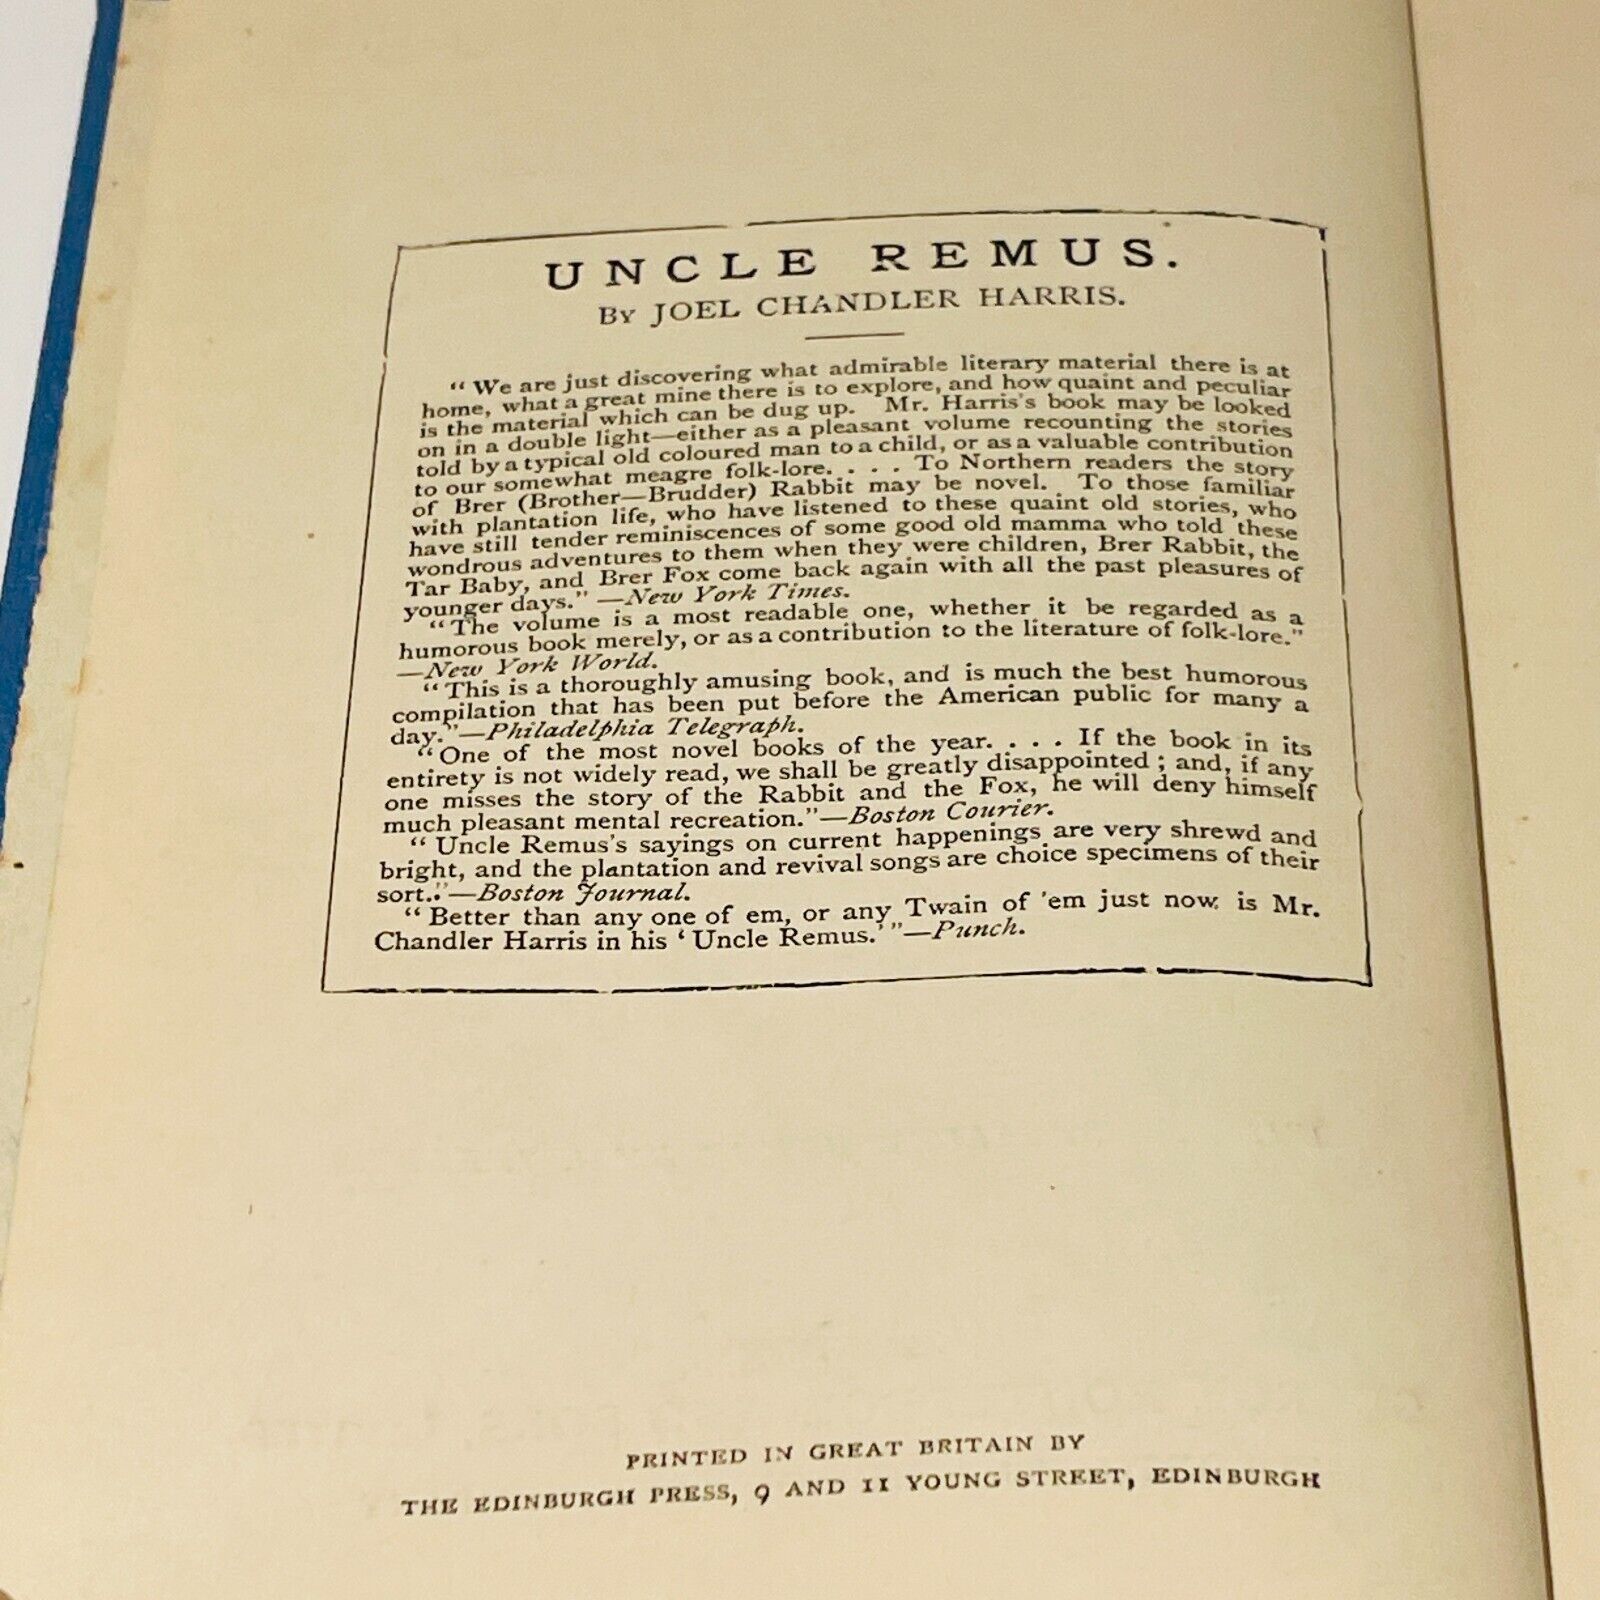 UNCLE REMUS.
By JOEL CHANDLER HARRIS.
“We are just discovering what admirable literary material there is at
home, what a great mine there is to explore, and how quaint and peculiar
is the material which can be dug up. Mr. Harris's book may be looked
on in a double light—either as a pleasant volume recounting the stories
told by a typical old coloured man to a child, or as a valuable contribution
to our somewhat meagre folk-lore. . . . To Northern readers the story
of Brer (Brother—Brudder) Rabbit may be novel. To those familiar
with plantation life, who have listened to these quaint old stories, who
have still tender reminiscences of some good old mamma who told these
wondrous adventures to them when they were children, Brer Rabbit, the
Tar Baby, and Brer Fox come back again with all the past pleasures of
younger days.”—New York Times.
“The volume is a most readable one, whether it be regarded as a
humorous book merely, or as a contribution to the literature of folk-lore.”
—New York World.
“This is a thoroughly amusing book, and is much the best humorous
compilation that has been put before the American public for many a
day.”—Philadelphia Telegraph.
“One of the most novel books of the year. . . . If the book in its
entirety is not widely read, we shall be greatly disappointed; and, if any
one misses the story of the Rabbit and the Fox, he will deny himself
much pleasant mental recreation.”—Boston Courier.
“Uncle Remus's sayings on current happenings are very shrewd and
bright, and the plantation and revival songs are choice specimens of their
sort.”—Boston Journal.
“Better than any one of em, or any Twain of 'em just now, is Mr.
Chandler Harris in his ‘Uncle Remus.’”—Punch.
PRINTED IN GREAT BRITAIN BY
THE EDINBURGH PRESS, 9 AND 11 YOUNG STREET, EDINBURGH